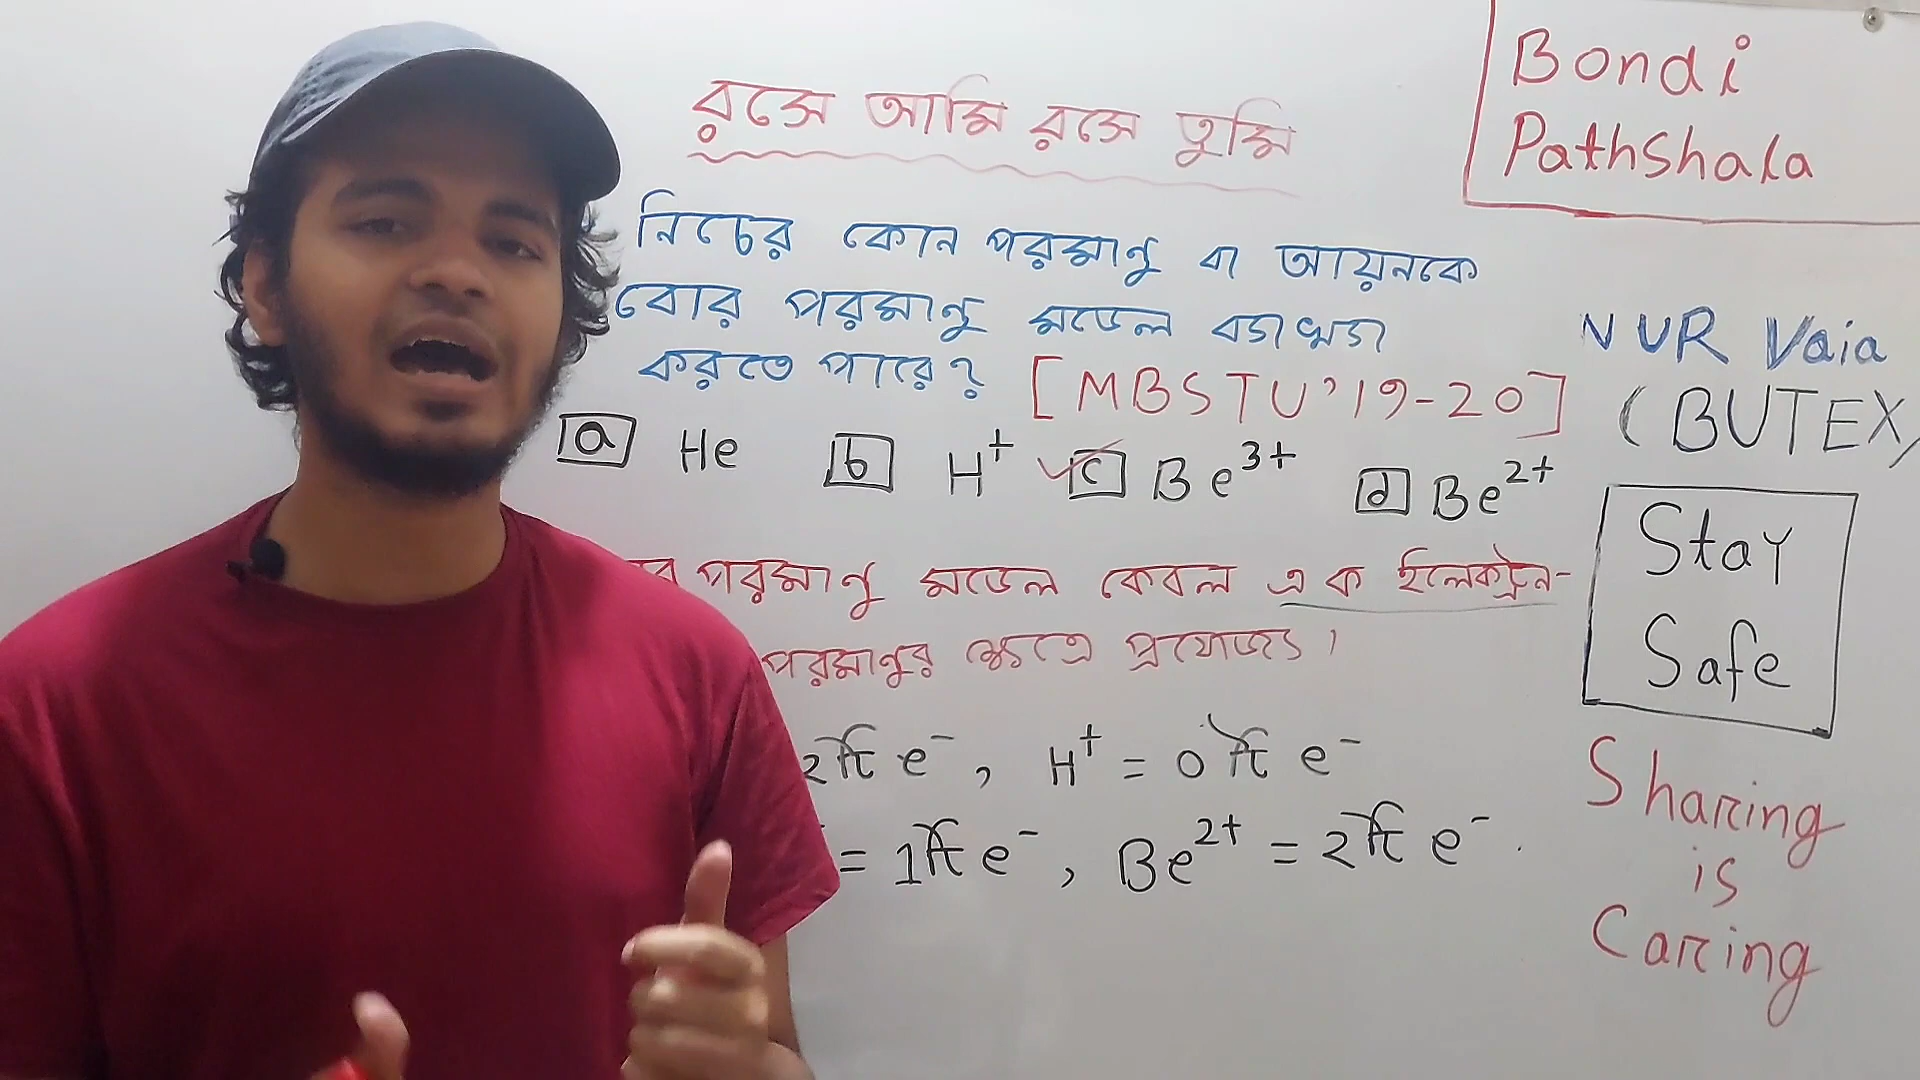 রসে আমি রসে তুমি
Bondi
Pathshala
নিচের কোন পরমানু বা আয়নকে
বোর পরমানু মডেল ব্যাখ্যা
করতে পারে? [MBSTU'19-20]
a He b H⁺ c Be³⁺ d Be²⁺
পরমানু মডেল কেবল এক ইলেকট্রন-
পরমানুর ক্ষেত্রে প্রযোজ্য।
2টি e⁻, H⁺ = 0টি e⁻
= 1টি e⁻, Be²⁺ = 2টি e⁻.
NUR Vaia
(BUTEX)
Stay
Safe
Sharing
is
Caring